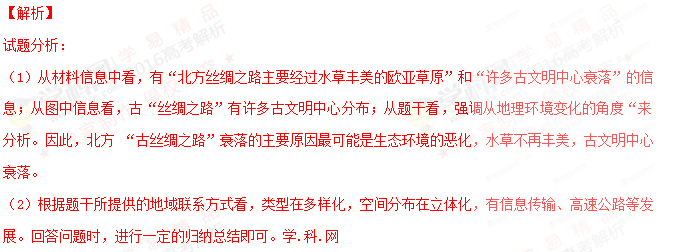 【解析】
试题分析：
（1）从材料信息中看，有“北方丝绸之路主要经过水草丰美的欧亚草原”和“许多古文明中心衰落”的信
息；从图中信息看，古“丝绸之路”有许多古文明中心分布；从题干看，强调从地理环境变化的角度“来
分析。因此，北方 “古丝绸之路”衰落的主要原因最可能是生态环境的恶化，水草不再丰美，古文明中心
衰落。
（2）根据题干所提供的地域联系方式看，类型在多样化，空间分布在立体化，有信息传输、高速公路等发
展。回答问题时，进行一定的归纳总结即可。学.科.网